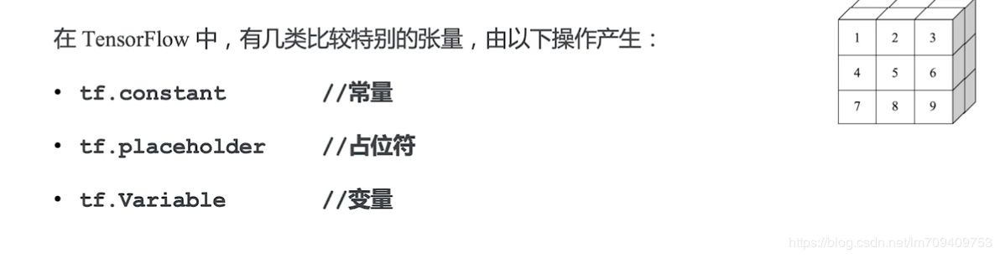 在 TensorFlow 中，有几类比较特别的张量，由以下操作产生：
• tf.constant //常量
• tf.placeholder //占位符
• tf.Variable //变量
1 2 3
4 5 6
7 8 9
https://blog.csdn.net/lm709409753